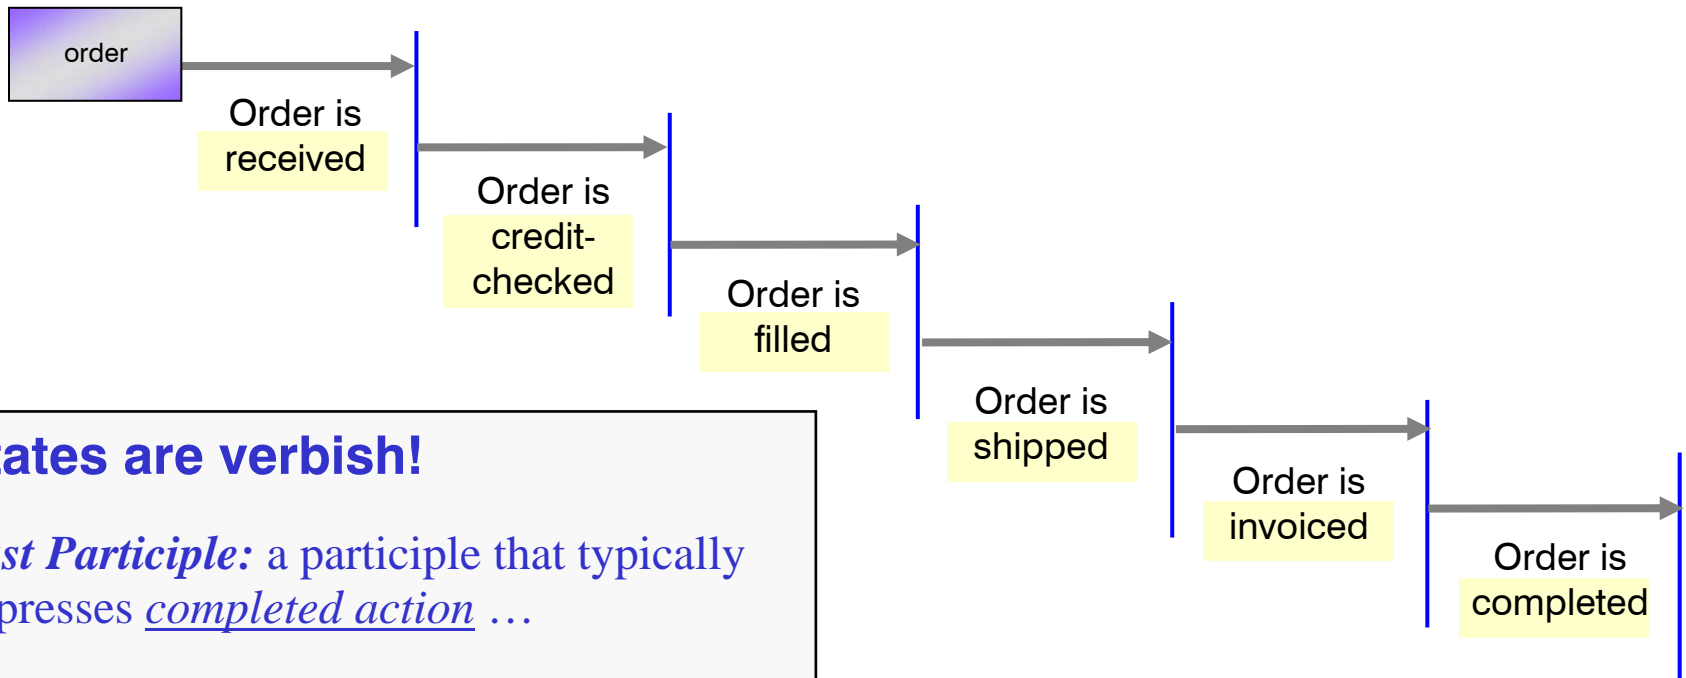 order
Order is
received
Order is
credit-
checked
Order is
filled
Order is
shipped
Order is
invoiced
Order is
completed
tates are verbish!
st Participle: a participle that typically
presses completed action …